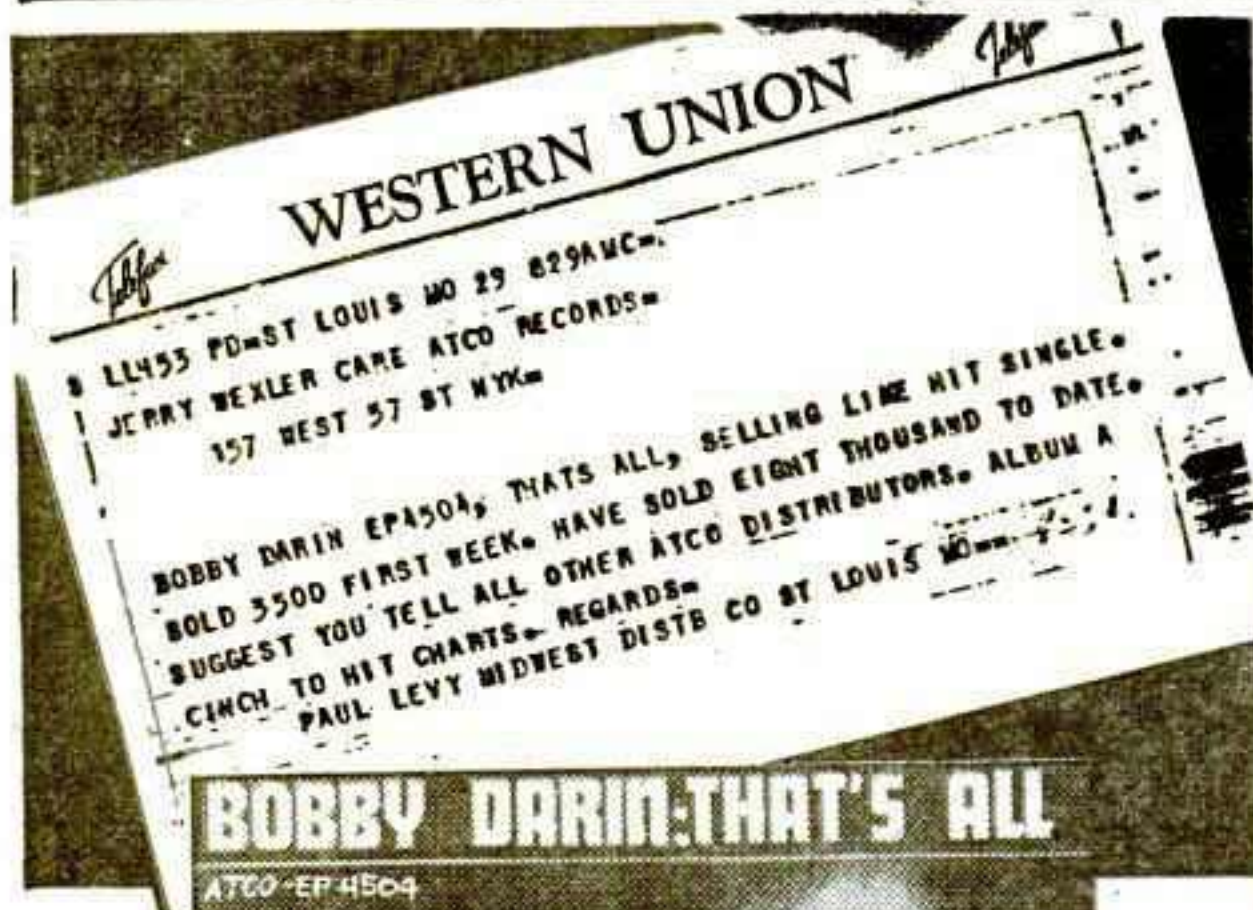 Telefax
WESTERN UNION
Telefax
LL453 PD=ST LOUIS MO 29 829AMC=.
JERRY WEXLER CARE ATCO RECORDS=
157 WEST 57 ST NYK=
BOBBY DARIN EP4504, THATS ALL, SELLING LIKE HIT SINGLE.
SOLD 3500 FIRST WEEK. HAVE SOLD EIGHT THOUSAND TO DATE.
SUGGEST YOU TELL ALL OTHER ATCO DISTRIBUTORS. ALBUM A
CINCH TO HIT CHARTS. REGARDS=
PAUL LEVY MIDWEST DISTB CO ST LOUIS MO==
BOBBY DARIN:THAT'S ALL
ATCO-EP 4504